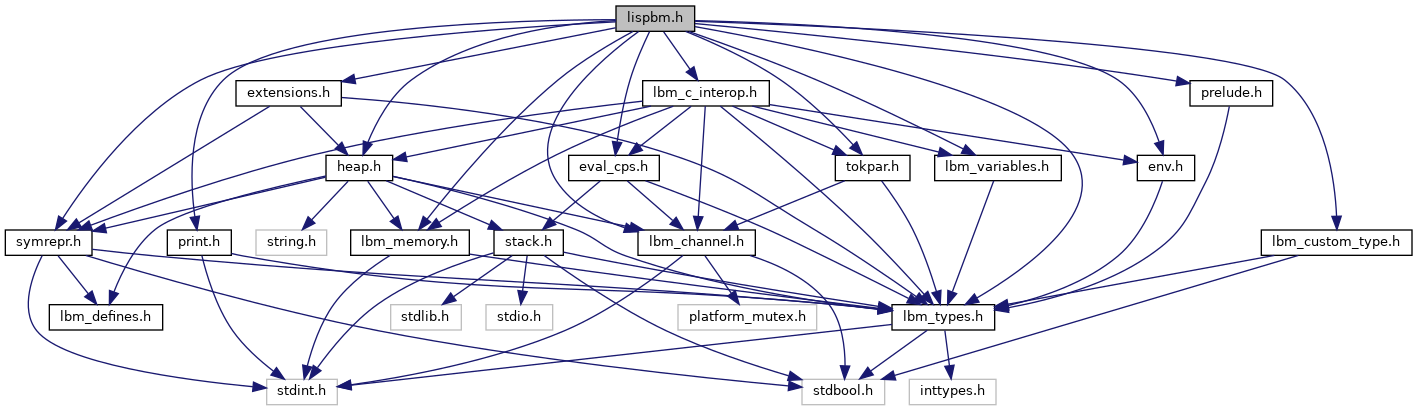 lispbm.h
extensions.h
lbm_c_interop.h
prelude.h
heap.h
eval_cps.h
tokpar.h
lbm_variables.h
env.h
symrepr.h
print.h
string.h
lbm_memory.h
stack.h
lbm_channel.h
lbm_custom_type.h
lbm_defines.h
stdlib.h
stdio.h
platform_mutex.h
lbm_types.h
stdint.h
stdbool.h
inttypes.h